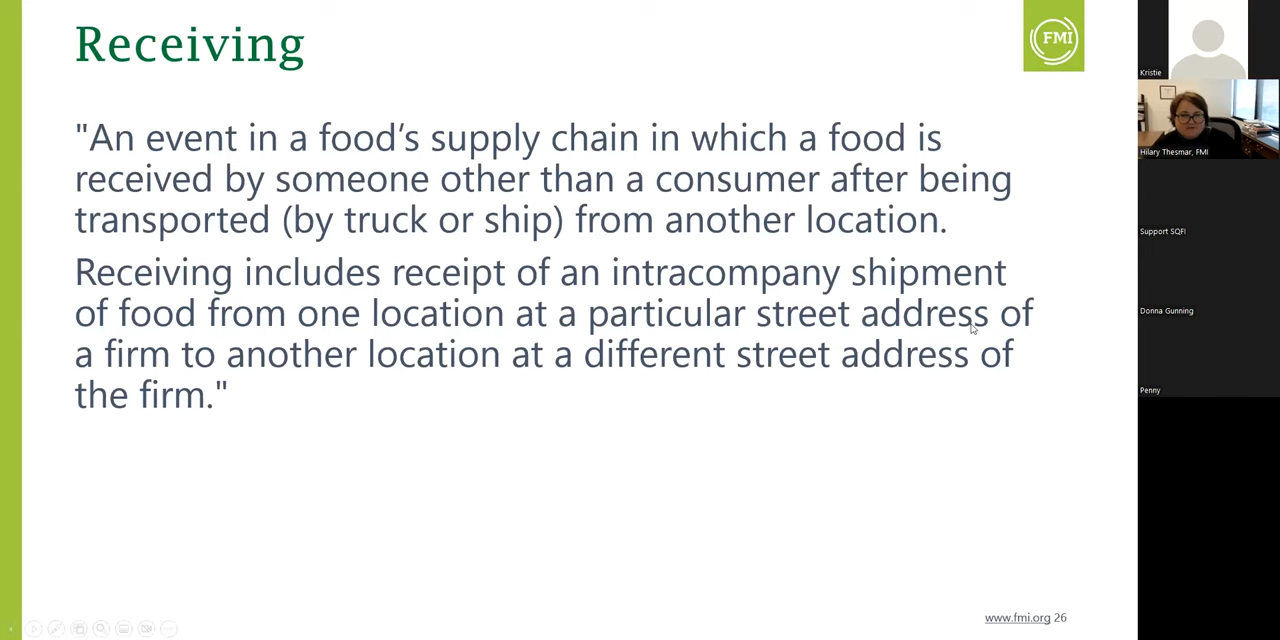 Receiving
FMI
"An event in a food’s supply chain in which a food is
received by someone other than a consumer after being
transported (by truck or ship) from another location.
Receiving includes receipt of an intracompany shipment
of food from one location at a particular street address of
a firm to another location at a different street address of
the firm."
www.fmi.org 26
Kristie
Hilary Thesmar, FMI
Support SQFI
Donna Gunning
Penny